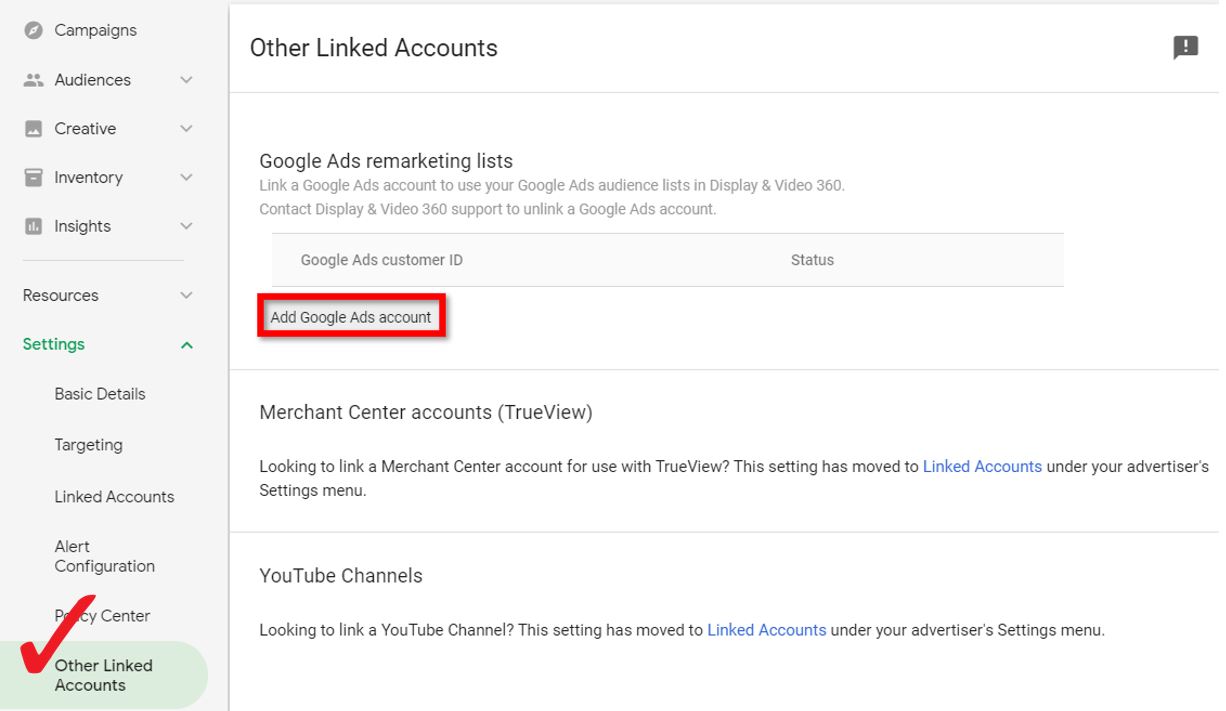 Campaigns
Audiences
Creative
Inventory
Insights
Resources
Settings
Basic Details
Targeting
Linked Accounts
Alert
Configuration
Policy Center
Other Linked
Accounts
Other Linked Accounts
Google Ads remarketing lists
Link a Google Ads account to use your Google Ads audience lists in Display & Video 360.
Contact Display & Video 360 support to unlink a Google Ads account.
Google Ads customer ID Status
Add Google Ads account
Merchant Center accounts (TrueView)
Looking to link a Merchant Center account for use with TrueView? This setting has moved to Linked Accounts under your advertiser's
Settings menu.
YouTube Channels
Looking to link a YouTube Channel? This setting has moved to Linked Accounts under your advertiser's Settings menu.